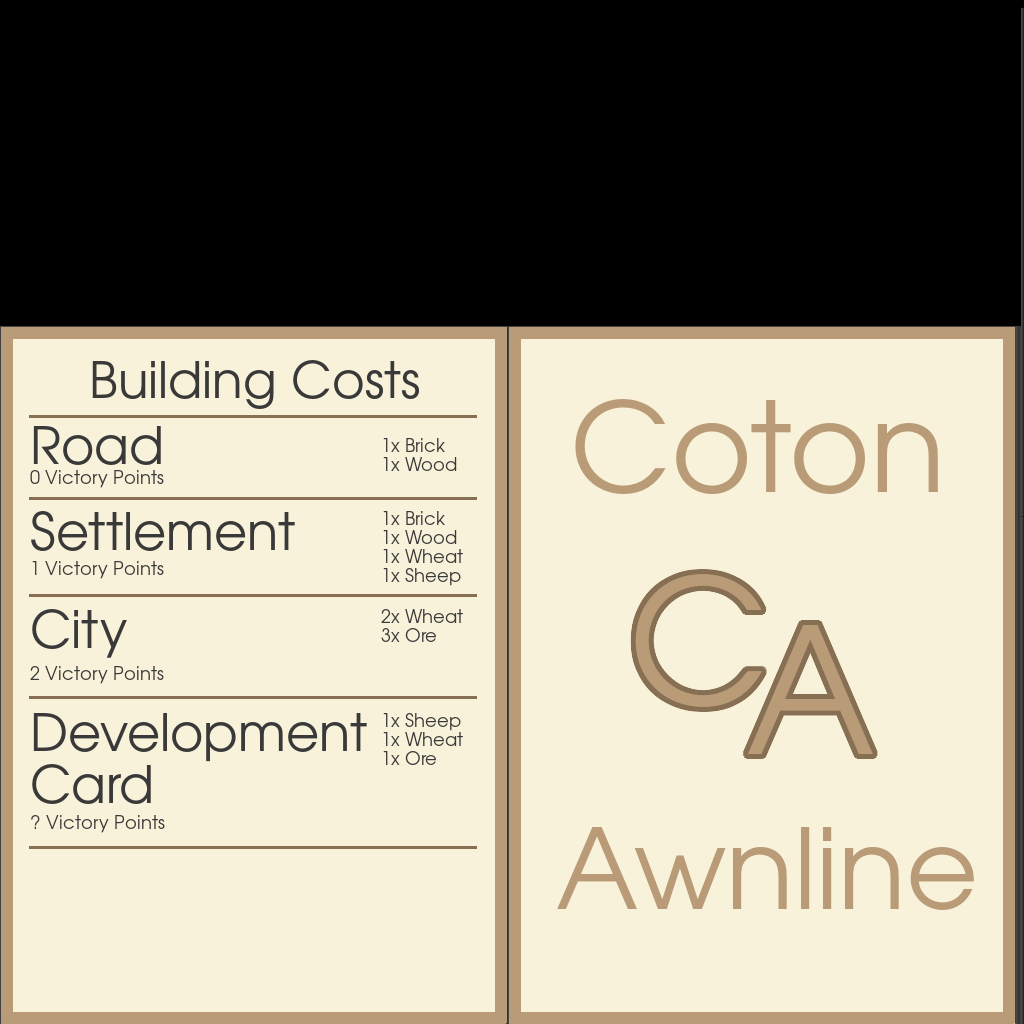 Building Costs
Road
0 Victory Points
1x Brick
1x Wood
Settlement
1 Victory Points
1x Brick
1x Wood
1x Wheat
1x Sheep
City
2 Victory Points
2x Wheat
3x Ore
Development
Card
? Victory Points
1x Sheep
1x Wheat
1x Ore
Coton
CA
Awnline